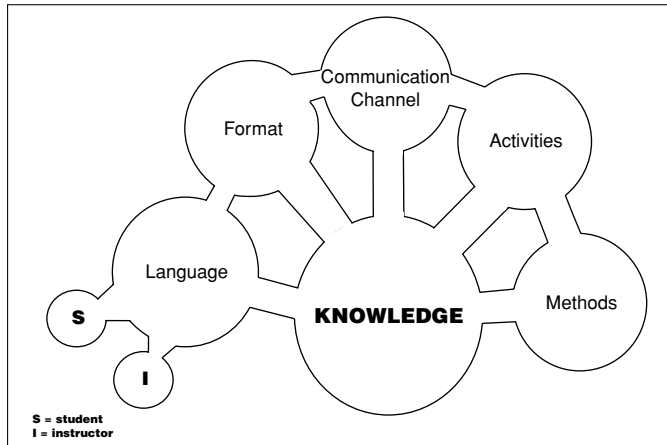 Communication
Channel
Format
Activities
Language
Methods
KNOWLEDGE
S
I
S = student
I = instructor